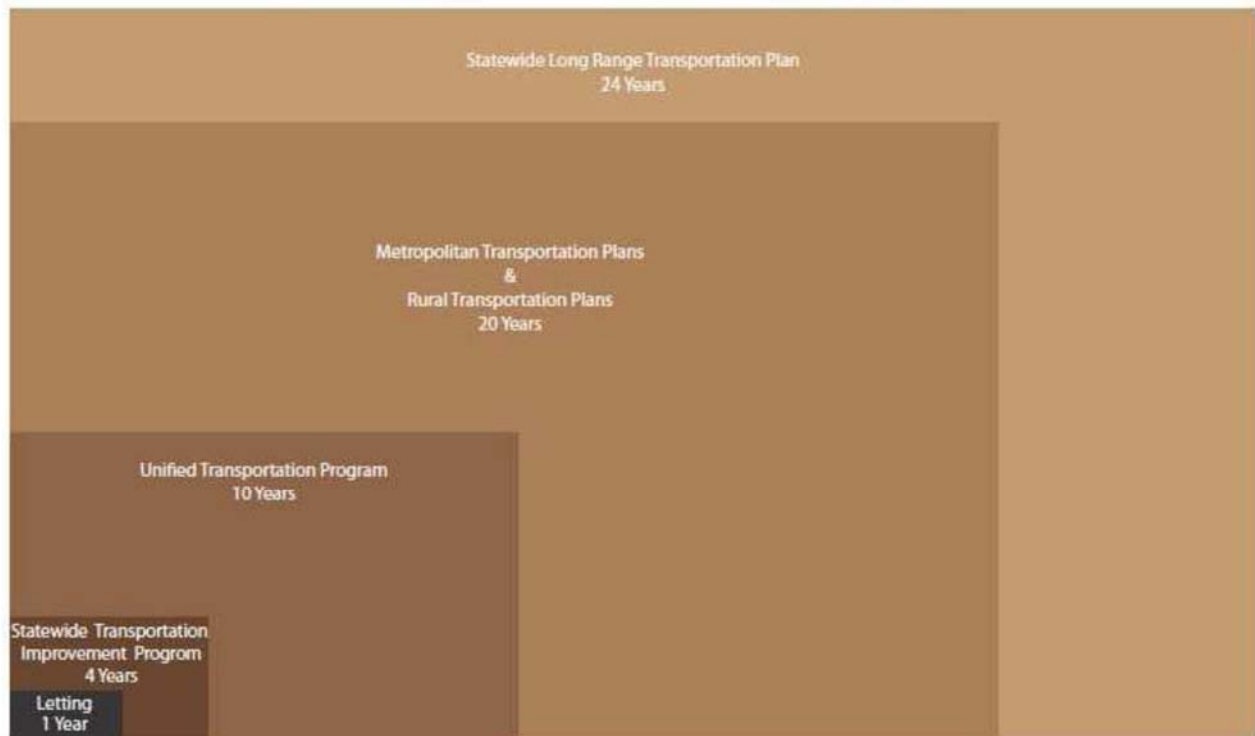 Statewide Long Range Transportation Plan
24 Years
Metropolitan Transportation Plans
&
Rural Transportation Plans
20 Years
Unified Transportation Program
10 Years
Statewide Transportation
Improvement Progrom
4 Years
Letting
1 Year